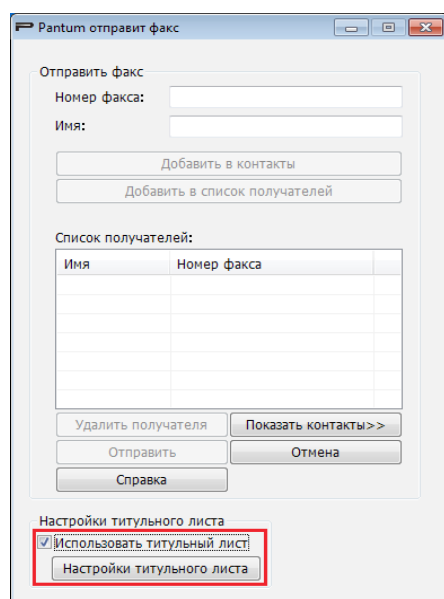 Pantum отправит факс
Отправить факс
Номер факса:
Имя:
Добавить в контакты
Добавить в список получателей
Список получателей:
Имя Номер факса
Удалить получателя Показать контакты>>
Отправить Отмена
Справка
Настройки титульного листа
Использовать титульный лист
Настройки титульного листа